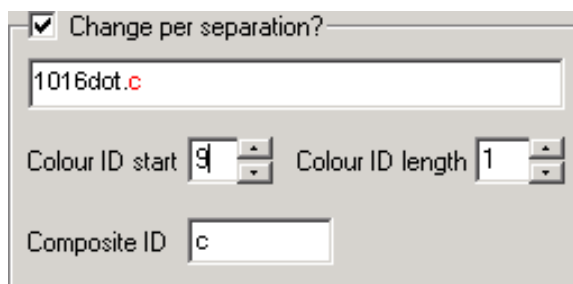 Change per separation?
1016dot.c
Colour ID start 9 Colour ID length 1
Composite ID c